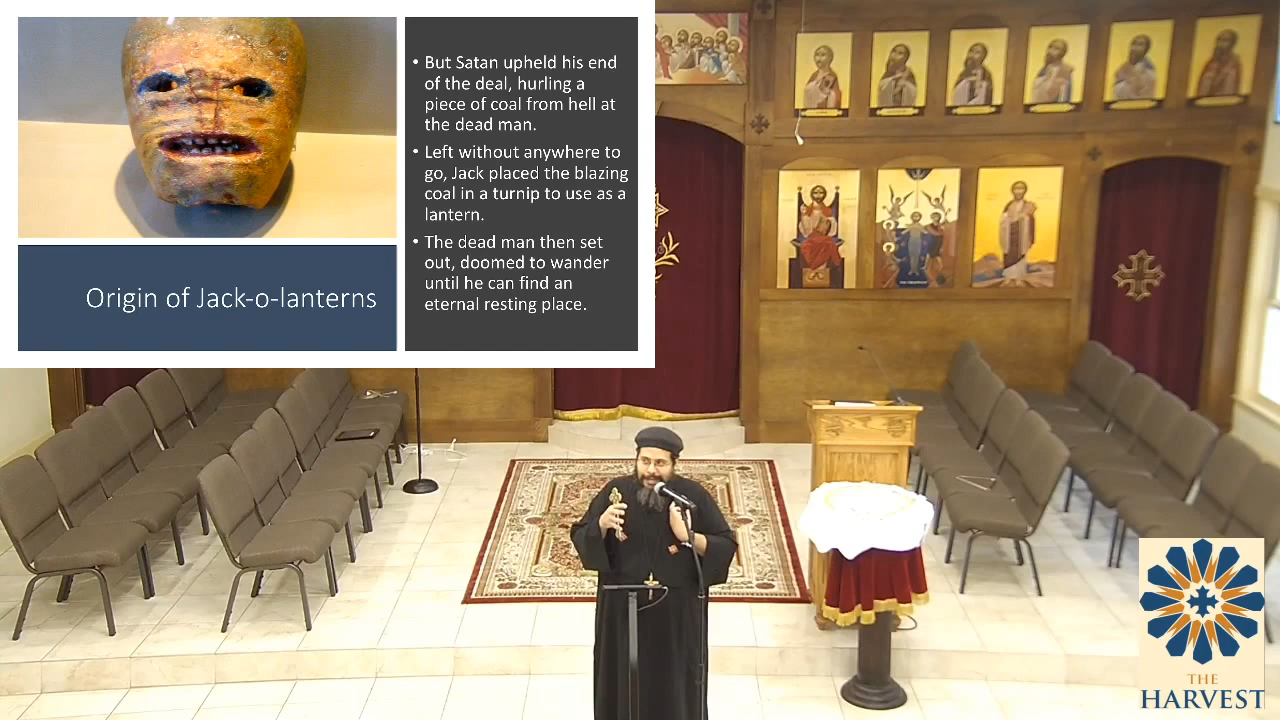 Origin of Jack-o-lanterns
• But Satan upheld his end
of the deal, hurling a
piece of coal from hell at
the dead man.
• Left without anywhere to
go, Jack placed the blazing
coal in a turnip to use as a
lantern.
• The dead man then set
out, doomed to wander
until he can find an
eternal resting place.
THE
HARVEST